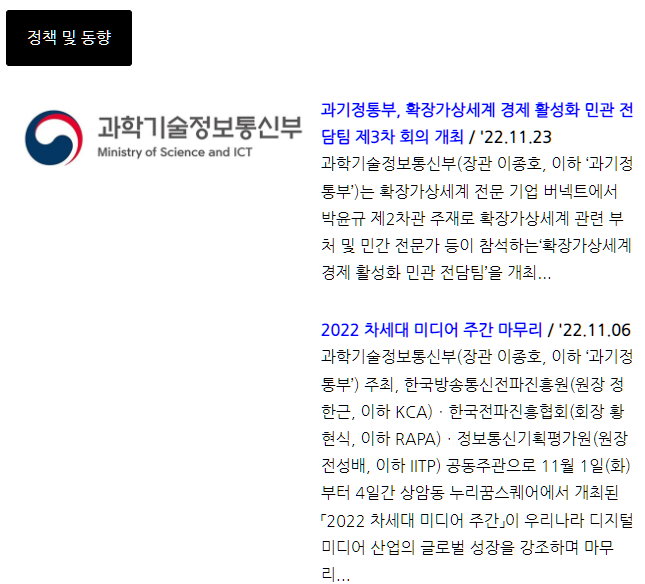 정책 및 동향
과학기술정보통신부
Ministry of Science and ICT
과기정통부, 확장가상세계 경제 활성화 민관 전
담팀 제3차 회의 개최 / '22.11.23
과학기술정보통신부(장관 이종호, 이하 ‘과기정
통부’)는 확장가상세계 전문 기업 버넥트에서
박윤규 제2차관 주재로 확장가상세계 관련 부
처 및 민간 전문가 등이 참석하는‘확장가상세계
경제 활성화 민관 전담팀’을 개최...
2022 차세대 미디어 주간 마무리 / '22.11.06
과학기술정보통신부(장관 이종호, 이하 ‘과기정
통부’) 주최, 한국방송통신전파진흥원(원장 정
한근, 이하 KCA)・한국전파진흥협회(회장 황
현식, 이하 RAPA)・정보통신기획평가원(원장
전성배, 이하 IITP) 공동주관으로 11월 1일(화)
부터 4일간 상암동 누리꿈스퀘어에서 개최된
「2022 차세대 미디어 주간」이 우리나라 디지털
미디어 산업의 글로벌 성장을 강조하며 마무
리...